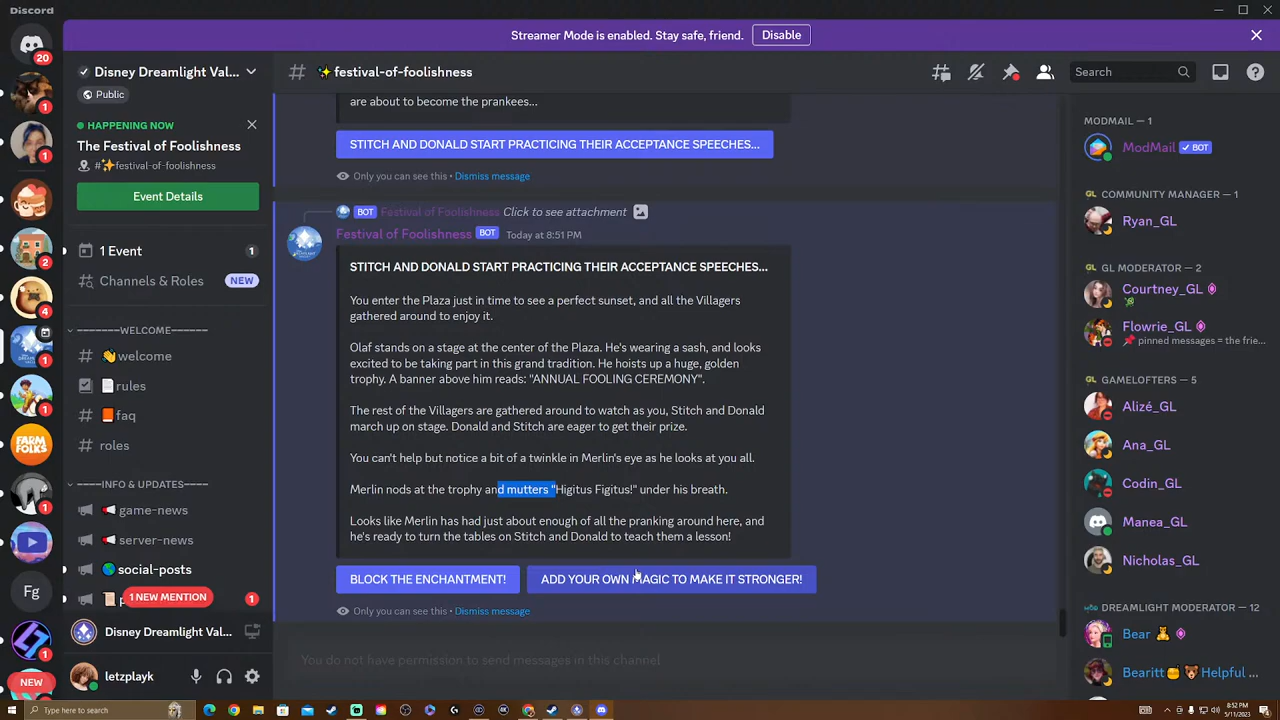 Discord
Streamer Mode is enabled. Stay safe, friend.
Disable
20
1
1
2
4
1
1
Fg
NEW
Disney Dreamlight Val...
Public
HAPPENING NOW
The Festival of Foolishness
#✨festival-of-foolishness
Event Details
1 Event
1
Channels & Roles
NEW
-------WELCOME-------
👋welcome
📄rules
📙faq
roles
INFO & UPDATES
📢game-news
📢server-news
🌎social-posts
1 NEW MENTION
1
Disney Dreamlight Val...
letzplayk
# ✨festival-of-foolishness
Search
are about to become the prankees...
STITCH AND DONALD START PRACTICING THEIR ACCEPTANCE SPEECHES...
Only you can see this • Dismiss message
BOT Festival of Foolishness Click to see attachment
Festival of Foolishness BOT Today at 8:51 PM
STITCH AND DONALD START PRACTICING THEIR ACCEPTANCE SPEECHES...
You enter the Plaza just in time to see a perfect sunset, and all the Villagers
gathered around to enjoy it.
Olaf stands on a stage at the center of the Plaza. He's wearing a sash, and looks
excited to be taking part in this grand tradition. He hoists up a huge, golden
trophy. A banner above him reads: "ANNUAL FOOLING CEREMONY".
The rest of the Villagers are gathered around to watch as you, Stitch and Donald
march up on stage. Donald and Stitch are eager to get their prize.
You can't help but notice a bit of a twinkle in Merlin's eye as he looks at you all.
Merlin nods at the trophy and mutters "Higitus Figitus!" under his breath.
Looks like Merlin has had just about enough of all the pranking around here, and
he's ready to turn the tables on Stitch and Donald to teach them a lesson!
BLOCK THE ENCHANTMENT!
ADD YOUR OWN MAGIC TO MAKE IT STRONGER!
Only you can see this • Dismiss message
You do not have permission to send messages in this channel
MODMAIL — 1
ModMail ✓ BOT
GL COMMUNITY MANAGER — 1
Ryan_GL
GL GL MODERATOR — 2
Courtney_GL
Flowrie_GL
📌 pinned messages = the frie...
GL GAMELOFTERS — 5
Alizé_GL
Ana_GL
Codin_GL
Manea_GL
Nicholas_GL
DREAMLIGHT MODERATOR — 12
Bear
Bearitt🍯🐻 Helpful ...
Type here to search
8:52 PM
5/11/2023